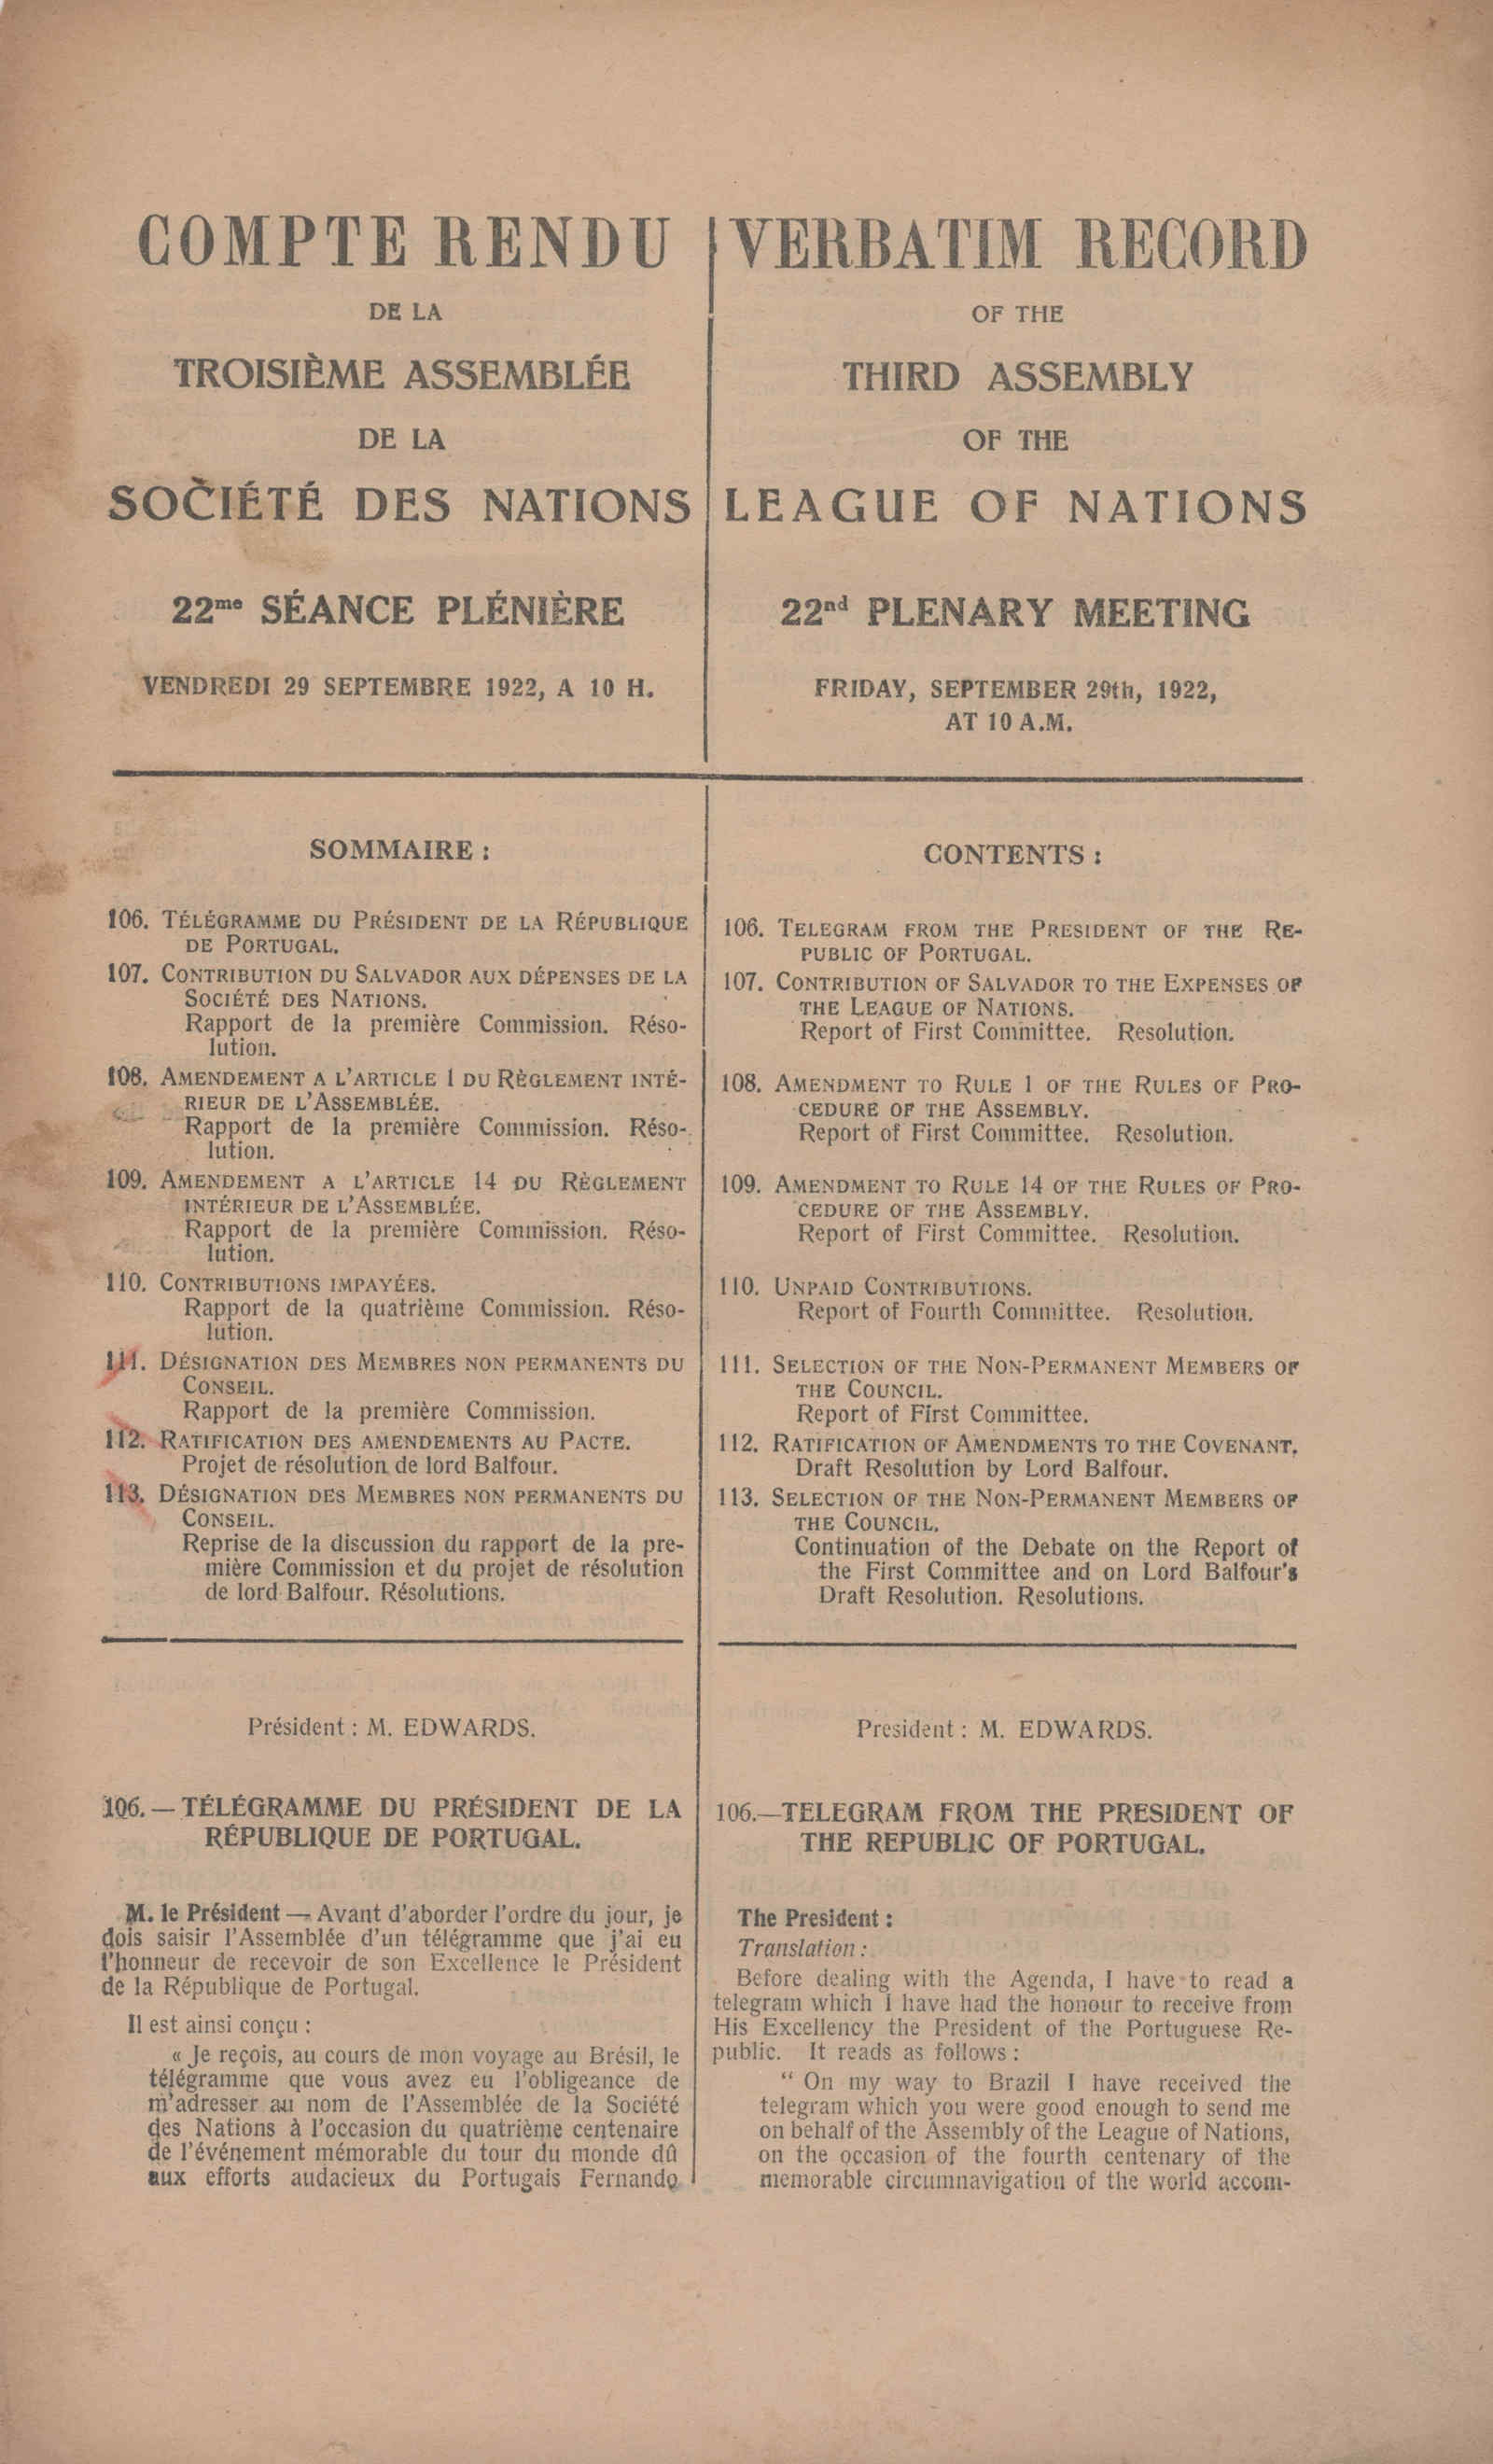 COMPTE RENDU
DE LA
TROISIÈME ASSEMBLÉE
DE LA
SOCIÉTÉ DES NATIONS
22me SÉANCE PLÉNIÈRE
VENDREDI 29 SEPTEMBRE 1922, A 10 H.
VERBATIM RECORD
OF THE
THIRD ASSEMBLY
OF THE
LEAGUE OF NATIONS
22nd PLENARY MEETING
FRIDAY, SEPTEMBER 29th, 1922,
AT 10 A.M.
SOMMAIRE :
106. TÉLÉGRAMME DU PRÉSIDENT DE LA RÉPUBLIQUE
DE PORTUGAL.
107. CONTRIBUTION DU SALVADOR AUX DÉPENSES DE LA
SOCIÉTÉ DES NATIONS.
Rapport de la première Commission. Réso-
lution.
108. AMENDEMENT A L'ARTICLE 1 DU RÈGLEMENT INTÉ-
RIEUR DE L'ASSEMBLÉE.
Rapport de la première Commission. Réso-
lution.
109. AMENDEMENT A L'ARTICLE 14 DU RÈGLEMENT
INTÉRIEUR DE L'ASSEMBLÉE.
Rapport de la première Commission. Réso-
lution.
110. CONTRIBUTIONS IMPAYÉES.
Rapport de la quatrième Commission. Réso-
lution.
111. DÉSIGNATION DES MEMBRES NON PERMANENTS DU
CONSEIL.
Rapport de la première Commission.
112. RATIFICATION DES AMENDEMENTS AU PACTE.
Projet de résolution de lord Balfour.
113. DÉSIGNATION DES MEMBRES NON PERMANENTS DU
CONSEIL.
Reprise de la discussion du rapport de la pre-
mière Commission et du projet de résolution
de lord Balfour. Résolutions.
CONTENTS :
106. TELEGRAM FROM THE PRESIDENT OF THE RE-
PUBLIC OF PORTUGAL.
107. CONTRIBUTION OF SALVADOR TO THE EXPENSES OF
THE LEAGUE OF NATIONS.
Report of First Committee. Resolution.
108. AMENDMENT TO RULE 1 OF THE RULES OF PRO-
CEDURE OF THE ASSEMBLY.
Report of First Committee. Resolution.
109. AMENDMENT TO RULE 14 OF THE RULES OF PRO-
CEDURE OF THE ASSEMBLY.
Report of First Committee. Resolution.
110. UNPAID CONTRIBUTIONS.
Report of Fourth Committee. Resolution.
111. SELECTION OF THE NON-PERMANENT MEMBERS OF
THE COUNCIL.
Report of First Committee.
112. RATIFICATION OF AMENDMENTS TO THE COVENANT.
Draft Resolution by Lord Balfour.
113. SELECTION OF THE NON-PERMANENT MEMBERS OF
THE COUNCIL.
Continuation of the Debate on the Report of
the First Committee and on Lord Balfour's
Draft Resolution. Resolutions.
Président : M. EDWARDS.
106. — TÉLÉGRAMME DU PRÉSIDENT DE LA
RÉPUBLIQUE DE PORTUGAL.
M. le Président — Avant d'aborder l'ordre du jour, je
dois saisir l'Assemblée d'un télégramme que j'ai eu
l'honneur de recevoir de son Excellence le Président
de la République de Portugal.
Il est ainsi conçu :
« Je reçois, au cours de mon voyage au Brésil, le
télégramme que vous avez eu l'obligeance de
m'adresser au nom de l'Assemblée de la Société
des Nations à l'occasion du quatrième centenaire
de l'événement mémorable du tour du monde dû
aux efforts audacieux du Portugais Fernando
President : M. EDWARDS.
106.—TELEGRAM FROM THE PRESIDENT OF
THE REPUBLIC OF PORTUGAL.
The President :
Translation :
Before dealing with the Agenda, I have to read a
telegram which I have had the honour to receive from
His Excellency the President of the Portuguese Re-
public. It reads as follows :
“ On my way to Brazil I have received the
telegram which you were good enough to send me
on behalf of the Assembly of the League of Nations,
on the occasion of the fourth centenary of the
memorable circumnavigation of the world accom-